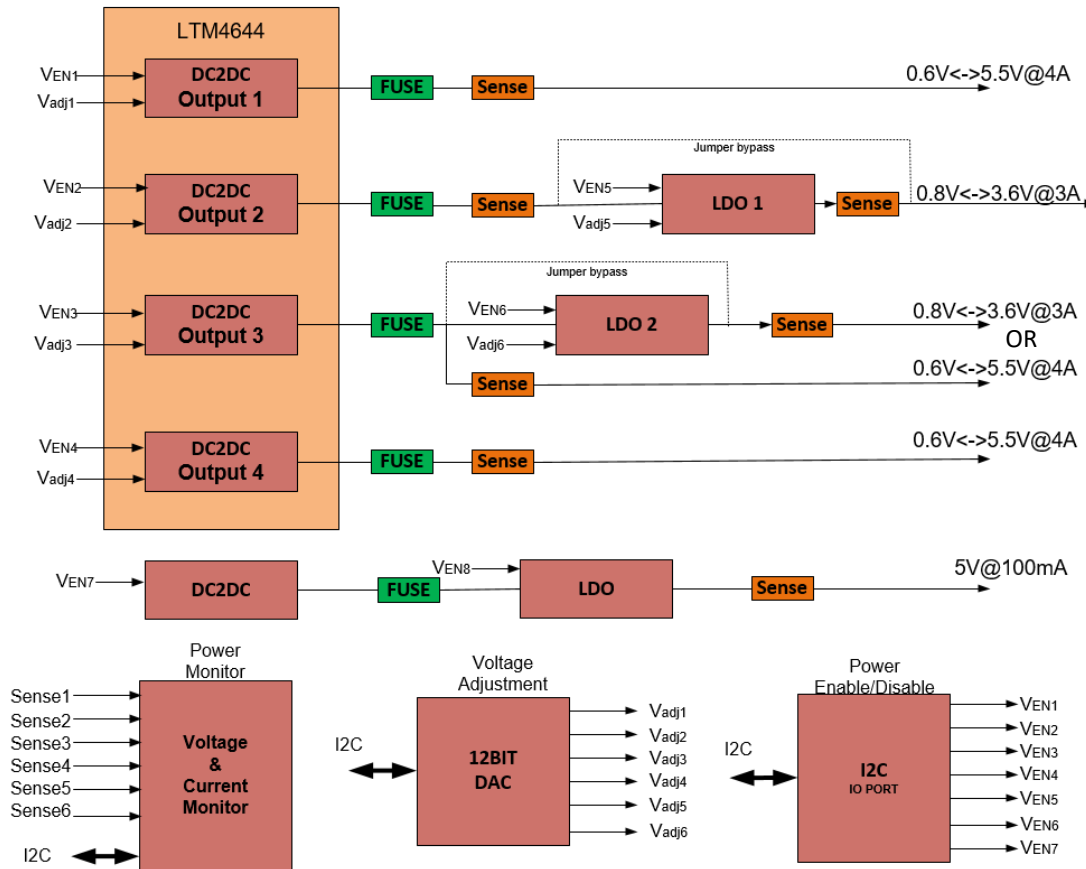 LTM4644
VEN1
Vadj1
DC2DC
Output 1
FUSE
Sense
0.6V<->5.5V@4A
Jumper bypass
VEN2
Vadj2
DC2DC
Output 2
FUSE
Sense
VEN5
Vadj5
LDO 1
Sense
0.8V<->3.6V@3A
Jumper bypass
VEN3
Vadj3
DC2DC
Output 3
FUSE
VEN6
Vadj6
LDO 2
Sense
0.8V<->3.6V@3A
OR
Sense
0.6V<->5.5V@4A
VEN4
Vadj4
DC2DC
Output 4
FUSE
Sense
0.6V<->5.5V@4A
VEN7
DC2DC
FUSE
VEN8
LDO
Sense
5V@100mA
Power
Monitor
Sense1
Sense2
Sense3
Sense4
Sense5
Sense6
I2C
Voltage
&
Current
Monitor
Voltage
Adjustment
I2C
12BIT
DAC
Vadj1
Vadj2
Vadj3
Vadj4
Vadj5
Vadj6
Power
Enable/Disable
I2C
I2C
IO PORT
VEN1
VEN2
VEN3
VEN4
VEN5
VEN6
VEN7